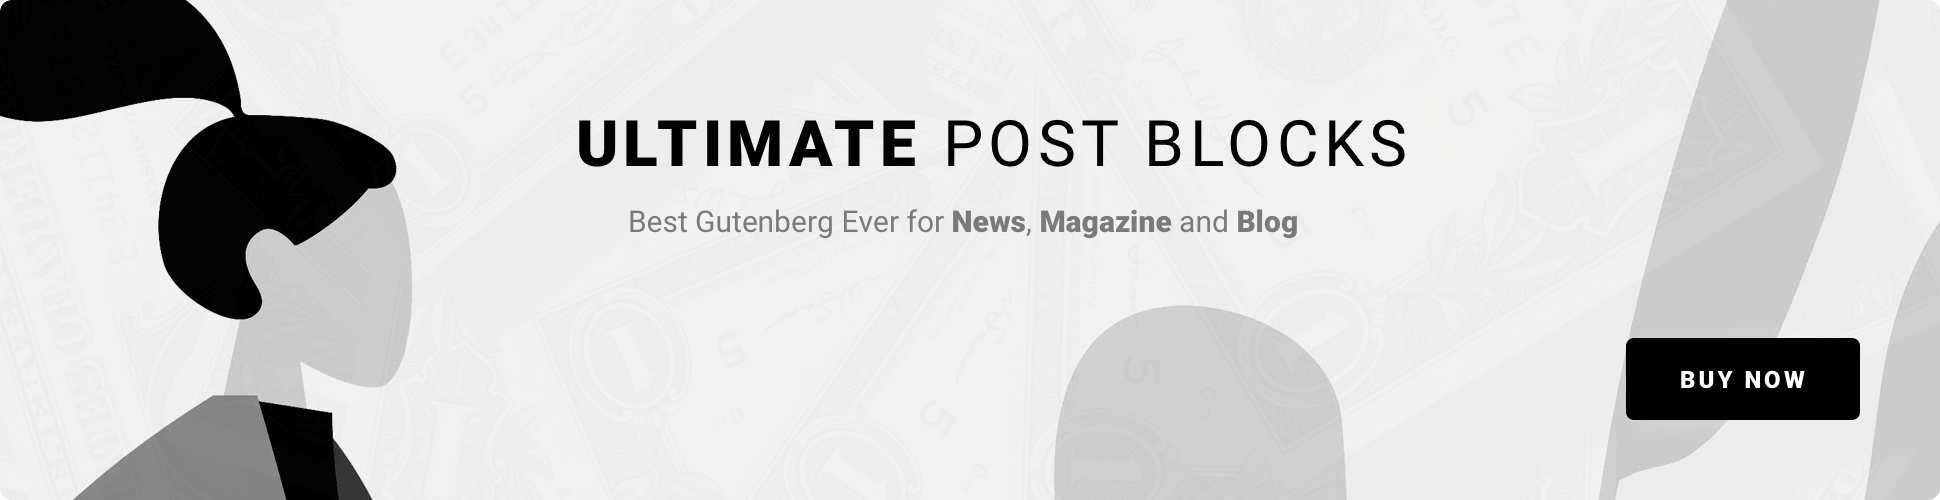 ULTIMATE POST BLOCKS
Best Gutenberg Ever for News, Magazine and Blog
BUY NOW